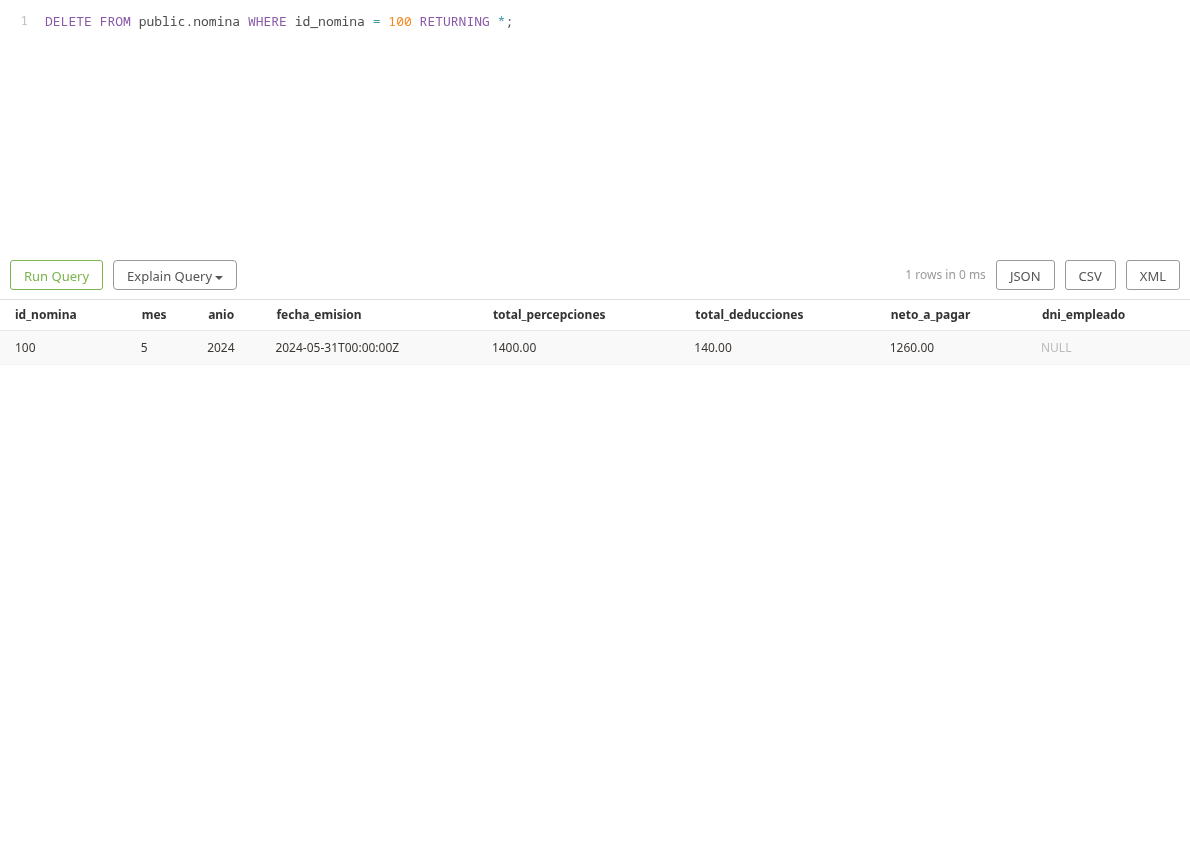 1 DELETE FROM public.nomina WHERE id_nomina = 100 RETURNING *;
Run Query Explain Query 1 rows in 0 ms JSON CSV XML
id_nomina mes anio fecha_emision total_percepciones total_deducciones neto_a_pagar dni_empleado
100 5 2024 2024-05-31T00:00:00Z 1400.00 140.00 1260.00 NULL